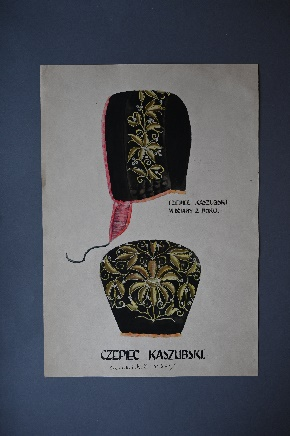 CZEPIEC KASZUBSKI
WIDZIANY Z BOKU.
CZEPIEC KASZUBSKI.